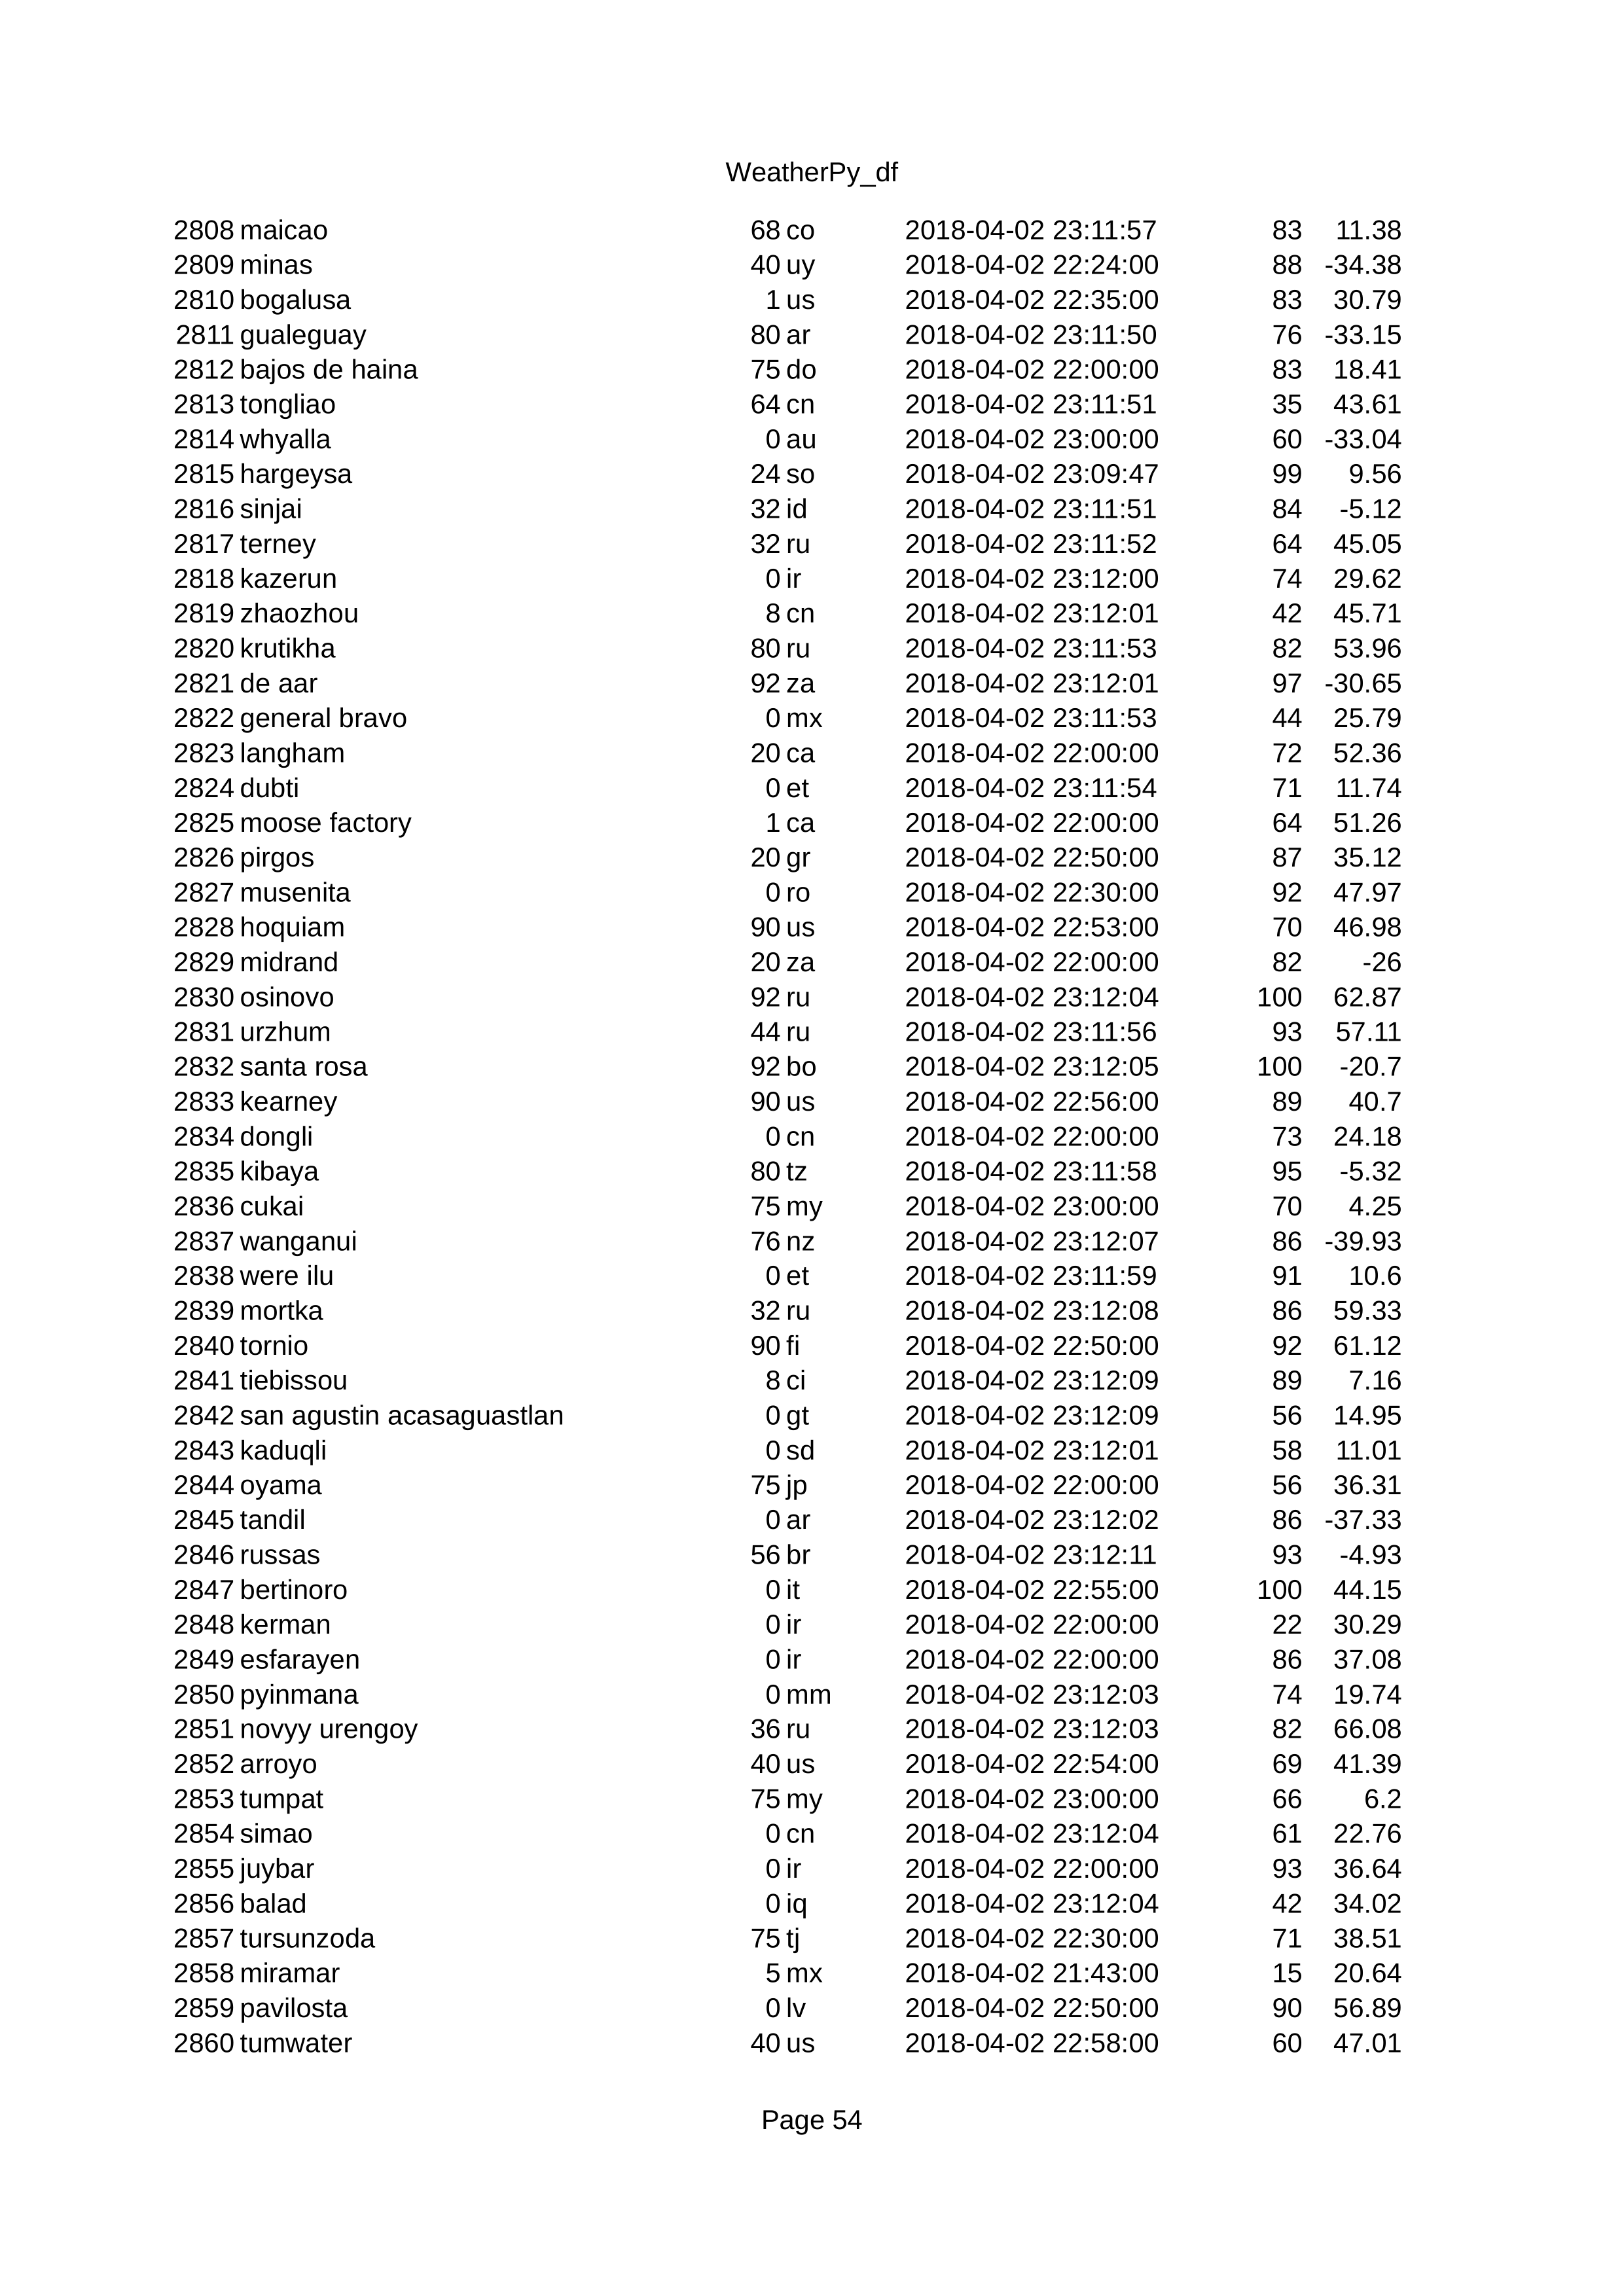 WeatherPy_df
2808 maicao 68 co 2018-04-02 23:11:57 83 11.38
2809 minas 40 uy 2018-04-02 22:24:00 88 -34.38
2810 bogalusa 1 us 2018-04-02 22:35:00 83 30.79
2811 gualeguay 80 ar 2018-04-02 23:11:50 76 -33.15
2812 bajos de haina 75 do 2018-04-02 22:00:00 83 18.41
2813 tongliao 64 cn 2018-04-02 23:11:51 35 43.61
2814 whyalla 0 au 2018-04-02 23:00:00 60 -33.04
2815 hargeysa 24 so 2018-04-02 23:09:47 99 9.56
2816 sinjai 32 id 2018-04-02 23:11:51 84 -5.12
2817 terney 32 ru 2018-04-02 23:11:52 64 45.05
2818 kazerun 0 ir 2018-04-02 23:12:00 74 29.62
2819 zhaozhou 8 cn 2018-04-02 23:12:01 42 45.71
2820 krutikha 80 ru 2018-04-02 23:11:53 82 53.96
2821 de aar 92 za 2018-04-02 23:12:01 97 -30.65
2822 general bravo 0 mx 2018-04-02 23:11:53 44 25.79
2823 langham 20 ca 2018-04-02 22:00:00 72 52.36
2824 dubti 0 et 2018-04-02 23:11:54 71 11.74
2825 moose factory 1 ca 2018-04-02 22:00:00 64 51.26
2826 pirgos 20 gr 2018-04-02 22:50:00 87 35.12
2827 musenita 0 ro 2018-04-02 22:30:00 92 47.97
2828 hoquiam 90 us 2018-04-02 22:53:00 70 46.98
2829 midrand 20 za 2018-04-02 22:00:00 82 -26
2830 osinovo 92 ru 2018-04-02 23:12:04 100 62.87
2831 urzhum 44 ru 2018-04-02 23:11:56 93 57.11
2832 santa rosa 92 bo 2018-04-02 23:12:05 100 -20.7
2833 kearney 90 us 2018-04-02 22:56:00 89 40.7
2834 dongli 0 cn 2018-04-02 22:00:00 73 24.18
2835 kibaya 80 tz 2018-04-02 23:11:58 95 -5.32
2836 cukai 75 my 2018-04-02 23:00:00 70 4.25
2837 wanganui 76 nz 2018-04-02 23:12:07 86 -39.93
2838 were ilu 0 et 2018-04-02 23:11:59 91 10.6
2839 mortka 32 ru 2018-04-02 23:12:08 86 59.33
2840 tornio 90 fi 2018-04-02 22:50:00 92 61.12
2841 tiebissou 8 ci 2018-04-02 23:12:09 89 7.16
2842 san agustin acasaguastlan 0 gt 2018-04-02 23:12:09 56 14.95
2843 kaduqli 0 sd 2018-04-02 23:12:01 58 11.01
2844 oyama 75 jp 2018-04-02 22:00:00 56 36.31
2845 tandil 0 ar 2018-04-02 23:12:02 86 -37.33
2846 russas 56 br 2018-04-02 23:12:11 93 -4.93
2847 bertinoro 0 it 2018-04-02 22:55:00 100 44.15
2848 kerman 0 ir 2018-04-02 22:00:00 22 30.29
2849 esfarayen 0 ir 2018-04-02 22:00:00 86 37.08
2850 pyinmana 0 mm 2018-04-02 23:12:03 74 19.74
2851 novyy urengoy 36 ru 2018-04-02 23:12:03 82 66.08
2852 arroyo 40 us 2018-04-02 22:54:00 69 41.39
2853 tumpat 75 my 2018-04-02 23:00:00 66 6.2
2854 simao 0 cn 2018-04-02 23:12:04 61 22.76
2855 juybar 0 ir 2018-04-02 22:00:00 93 36.64
2856 balad 0 iq 2018-04-02 23:12:04 42 34.02
2857 tursunzoda 75 tj 2018-04-02 22:30:00 71 38.51
2858 miramar 5 mx 2018-04-02 21:43:00 15 20.64
2859 pavilosta 0 lv 2018-04-02 22:50:00 90 56.89
2860 tumwater 40 us 2018-04-02 22:58:00 60 47.01
Page 54